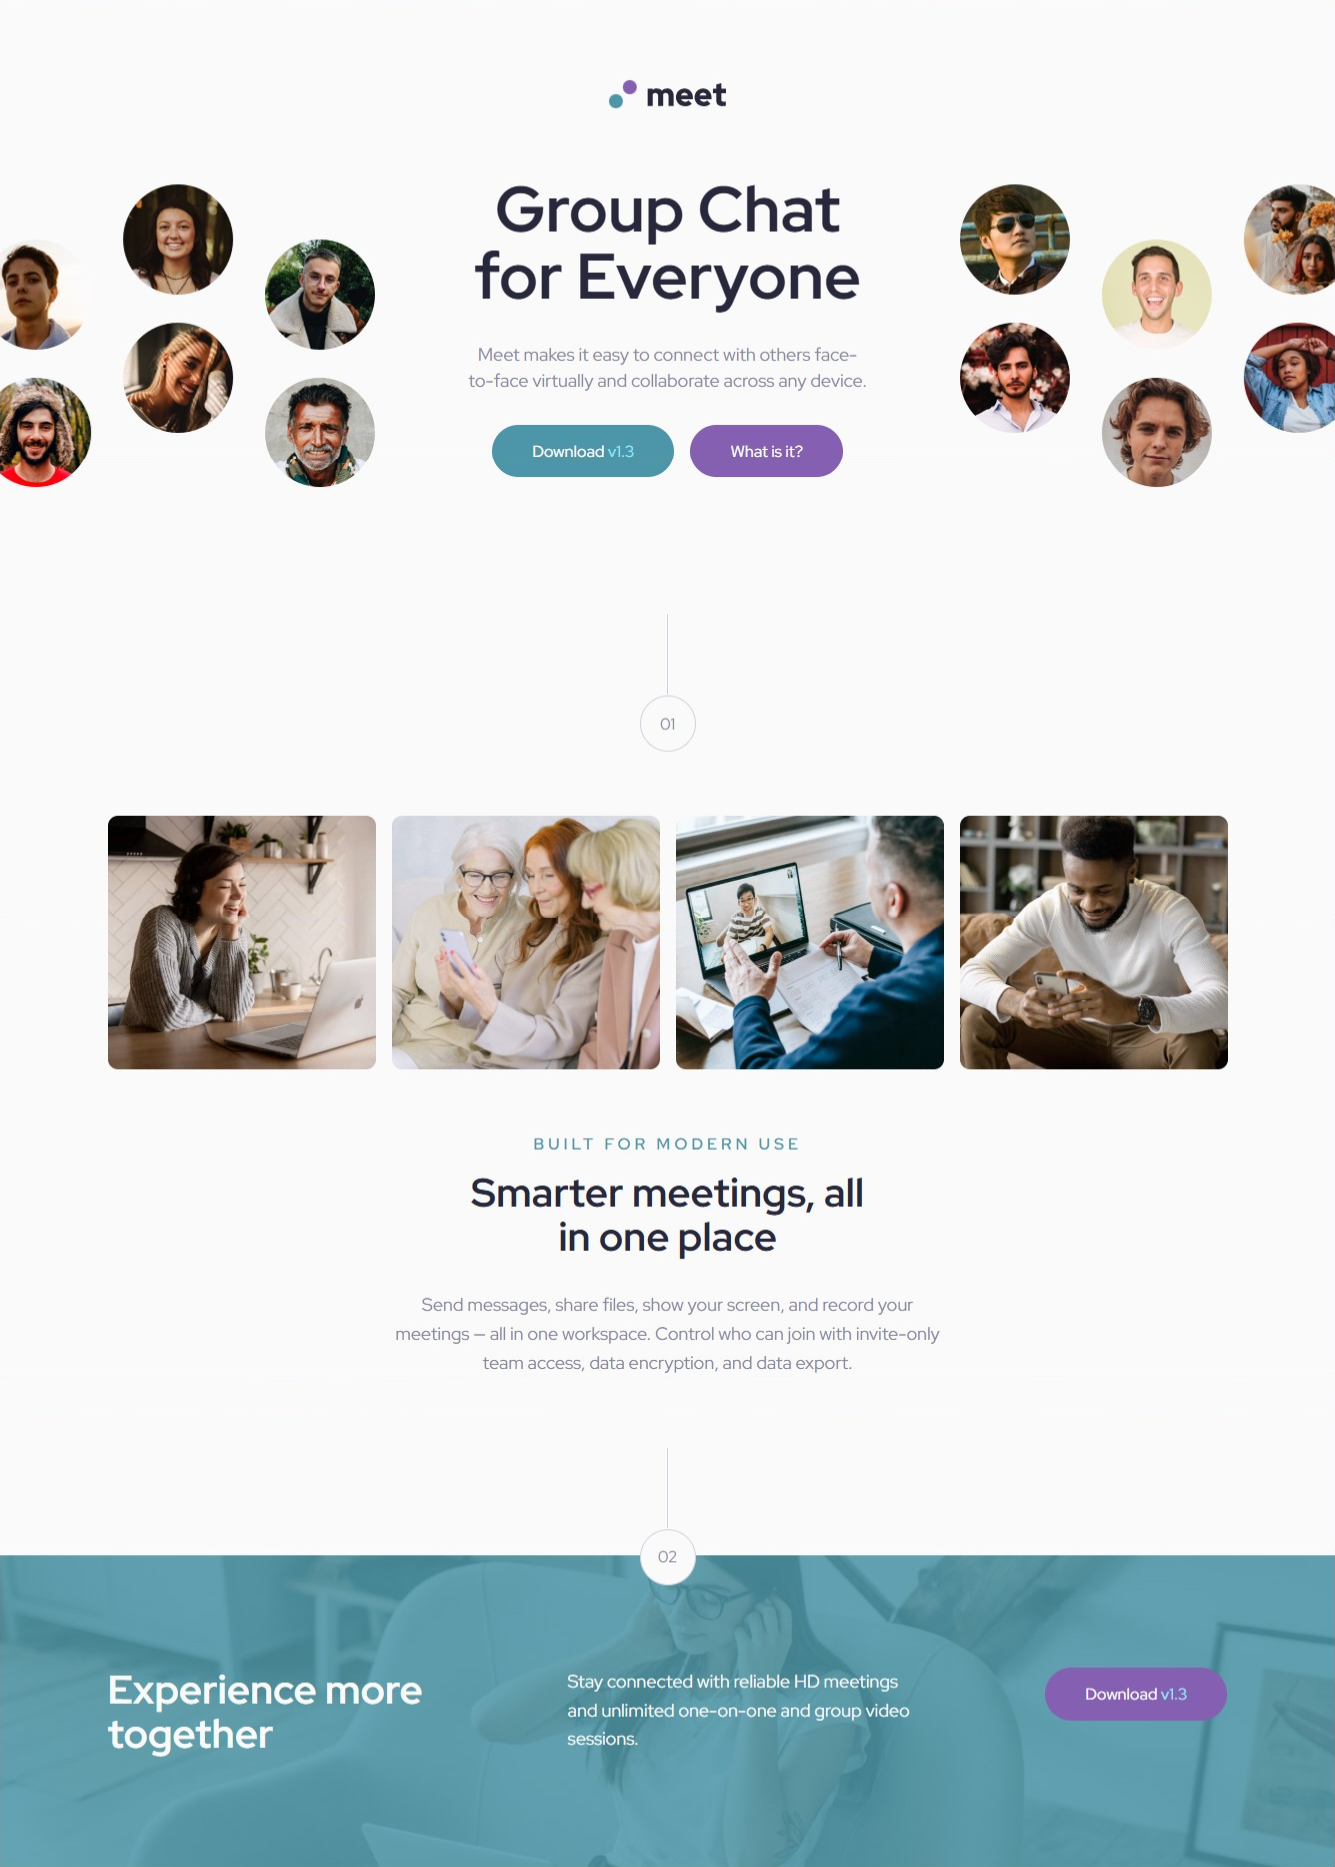 meet
Group Chat
for Everyone
Meet makes it easy to connect with others face-
to-face virtually and collaborate across any device.
Download v1.3
What is it?
01
BUILT FOR MODERN USE
Smarter meetings, all
in one place
Send messages, share files, show your screen, and record your
meetings — all in one workspace. Control who can join with invite-only
team access, data encryption, and data export.
02
Experience more
together
Stay connected with reliable HD meetings
and unlimited one-on-one and group video
sessions.
Download v1.3